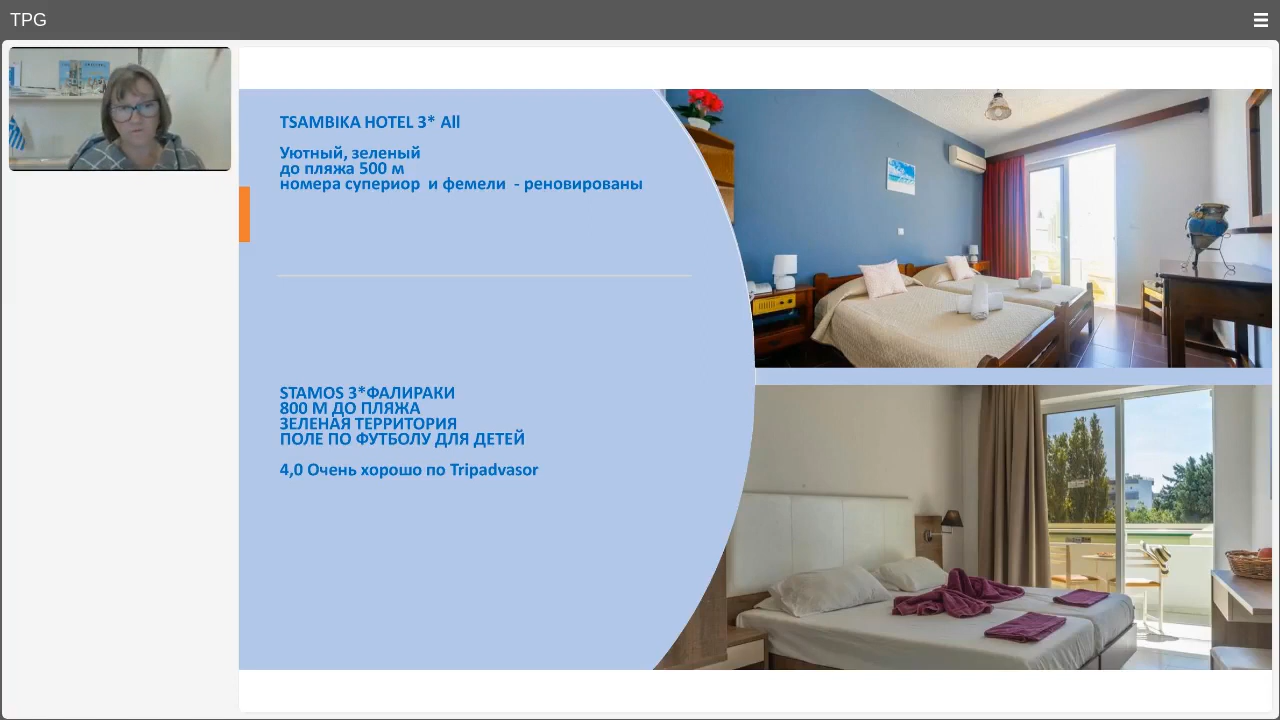 TPG
TSAMBIKA HOTEL 3* All
Уютный, зеленый
до пляжа 500 м
номера супериор и фемели - реновированы
STAMOS 3*ФАЛИРАКИ
800 М ДО ПЛЯЖА
ЗЕЛЕНАЯ ТЕРРИТОРИЯ
ПОЛЕ ПО ФУТБОЛУ ДЛЯ ДЕТЕЙ
4,0 Очень хорошо по Tripadvasor